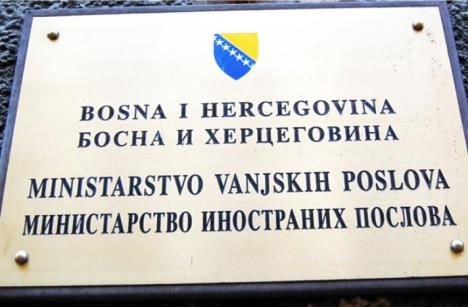 BOSNA I HERCEGOVINA
БОСНА И ХЕРЦЕГОВИНА
MINISTARSTVO VANJSKIH POSLOVA
МИНИСТАРСТВО ИНОСТРАНИХ ПОСЛОВА